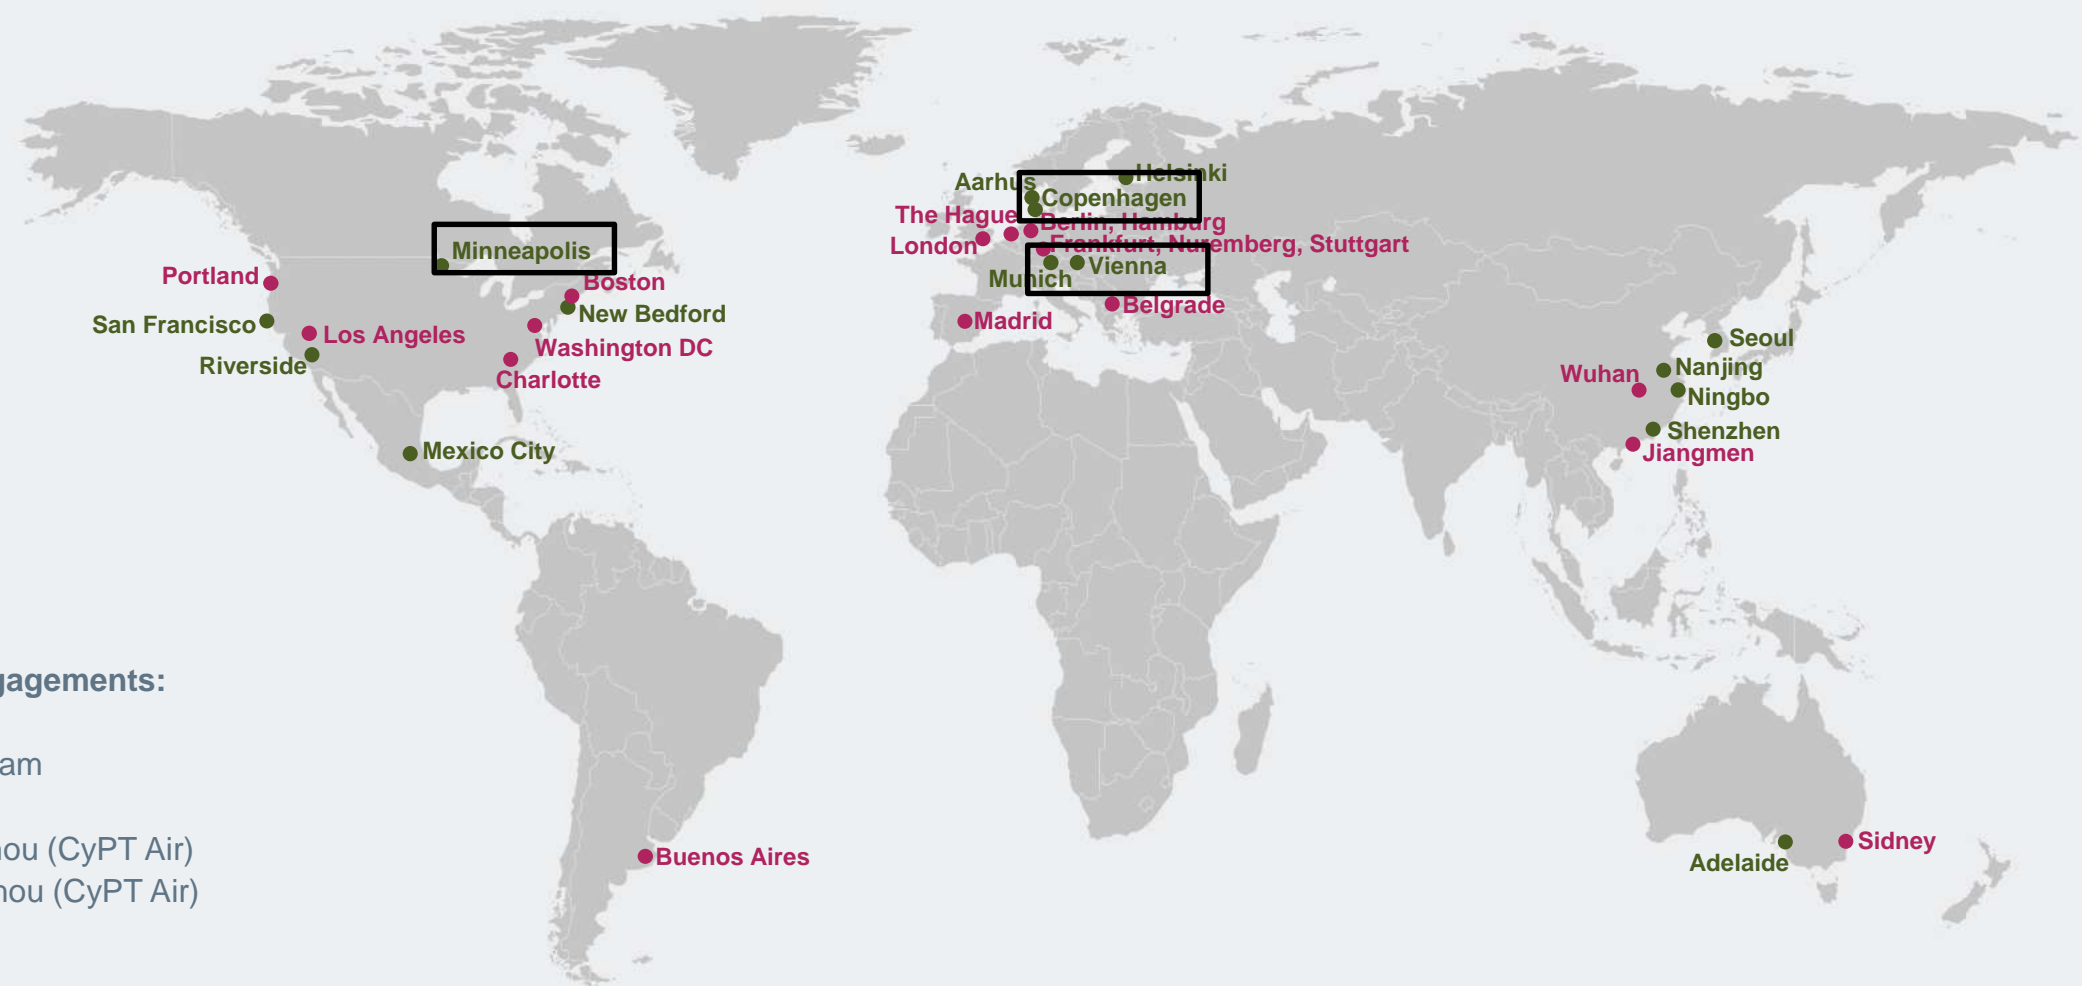 Helsinki
Aarhus
Copenhagen
The Hague
Berlin, Hamburg
London
Frankfurt, Nuremberg, Stuttgart
Minneapolis
Munich
Vienna
Portland
Boston
Belgrade
San Francisco
New Bedford
Madrid
Los Angeles
Washington DC
Seoul
Riverside
Nanjing
Charlotte
Wuhan
Ningbo
Mexico City
Shenzhen
Jiangmen
gagements:
am
hou (CyPT Air)
Buenos Aires
Sidney
Adelaide
hou (CyPT Air)